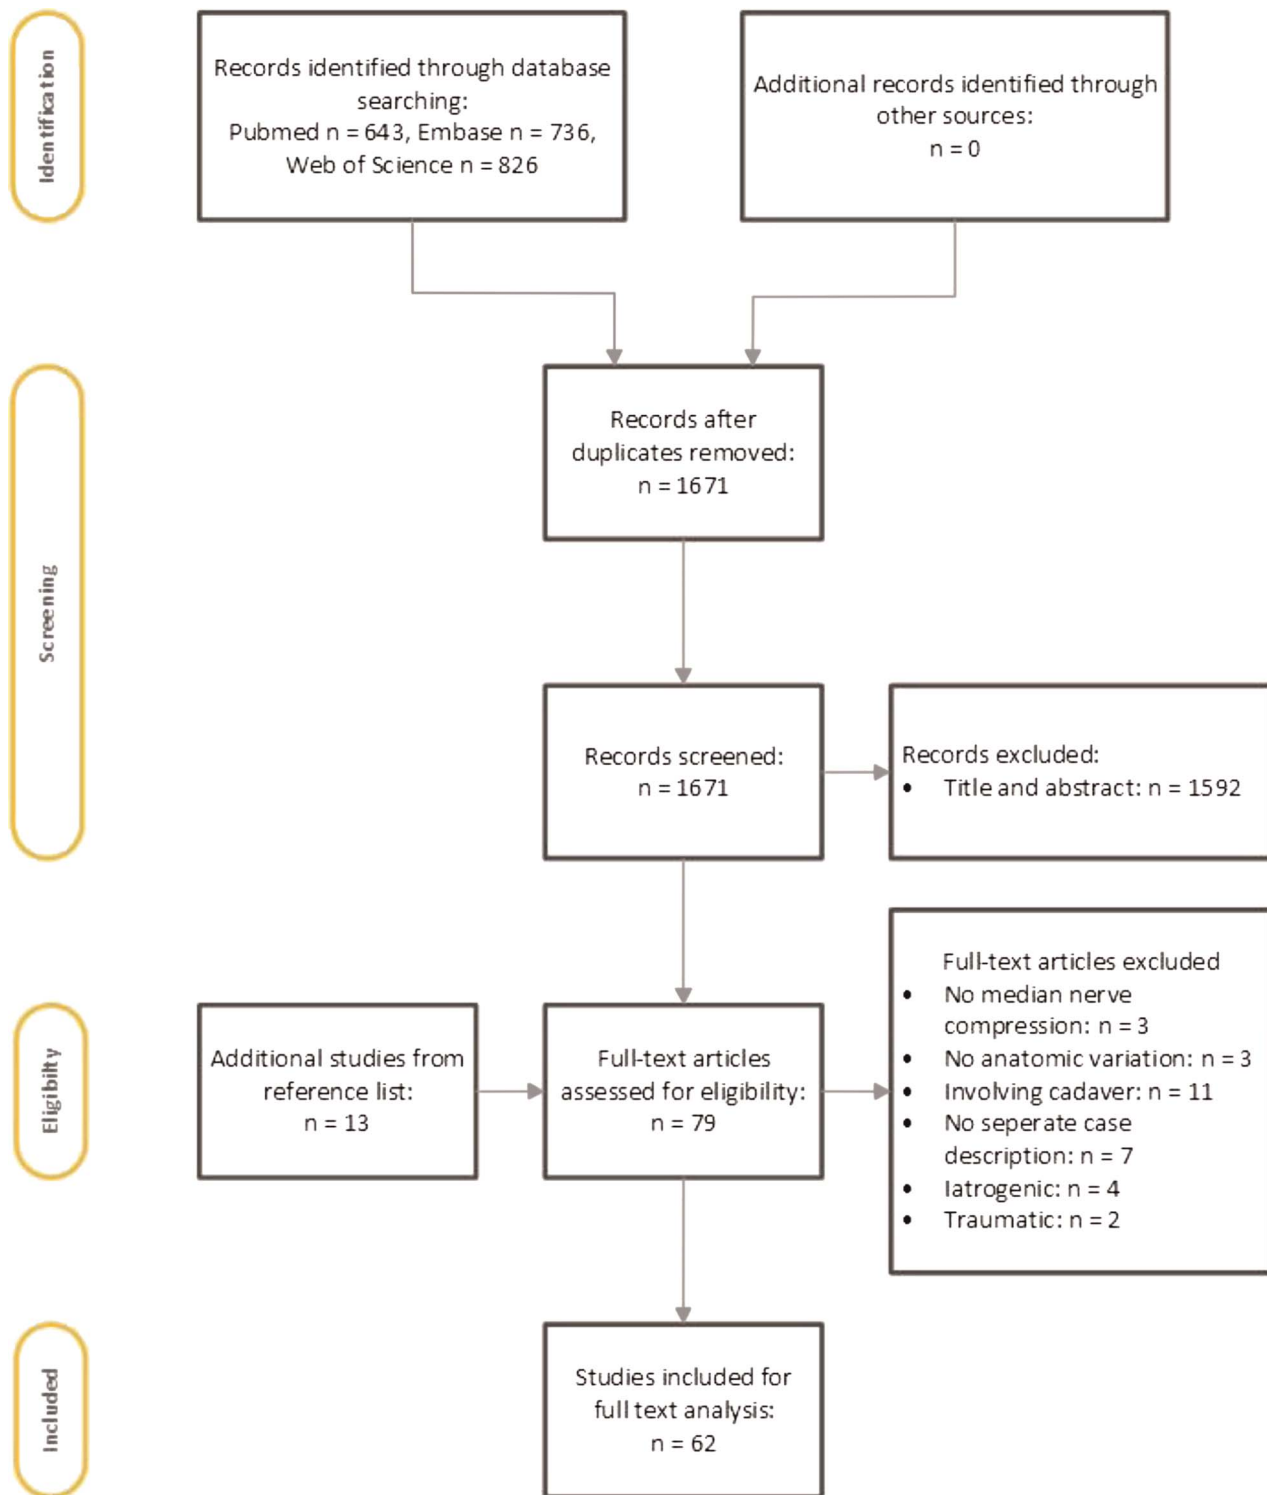 Identification
Records identified through database
searching:
Pubmed n = 643, Embase n = 736,
Web of Science n = 826
Additional records identified through
other sources:
n = 0
Screening
Records after
duplicates removed:
n = 1671
Records screened:
n = 1671
Records excluded:
• Title and abstract: n = 1592
Eligibilty
Additional studies from
reference list:
n = 13
Full-text articles
assessed for eligibility:
n = 79
Full-text articles excluded
• No median nerve
compression: n = 3
• No anatomic variation: n = 3
• Involving cadaver: n = 11
• No seperate case
description: n = 7
• Iatrogenic: n = 4
• Traumatic: n = 2
Included
Studies included for
full text analysis:
n = 62